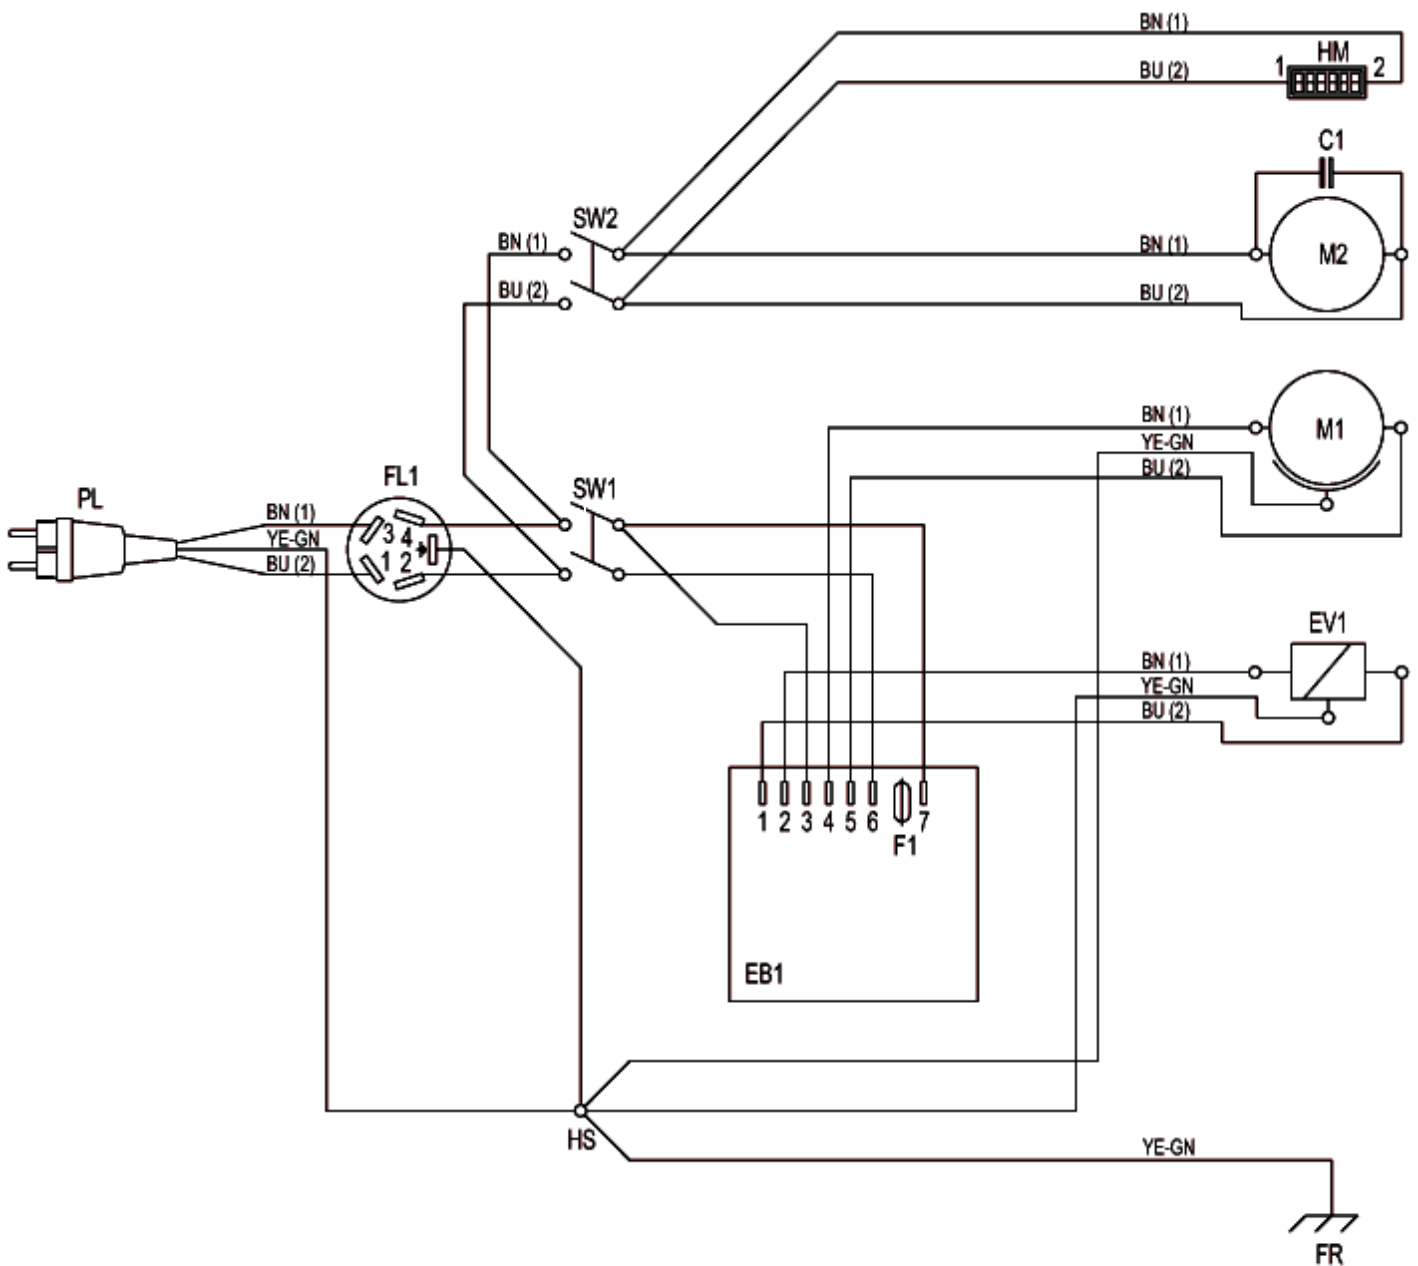 BN (1)
HM
1
2
BU (2)
C1
SW2
BN (1)
BN (1)
M2
BU (2)
BU (2)
BN (1)
M1
YE-GN
BU (2)
FL1
SW1
PL
BN (1)
3 4
YE-GN
1 2
BU (2)
EV1
BN (1)
YE-GN
BU (2)
1 2 3 4 5 6 7
F1
EB1
HS
YE-GN
FR